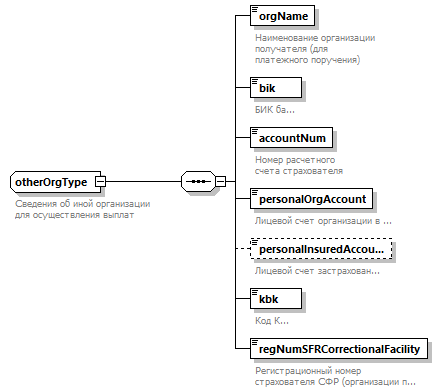 orgName
Наименование организации
получателя (для
платежного поручения)
bik
БИК ба...
accountNum
Номер расчетного
счета страхователя
otherOrgType
Сведения об иной организации
для осуществления выплат
personalOrgAccount
Лицевой счет организации в ...
personalInsuredAccou...
Лицевой счет застрахован...
kbk
Код К...
regNumSFRCorrectionalFacility
Регистрационный номер
страхователя СФР (организации п...